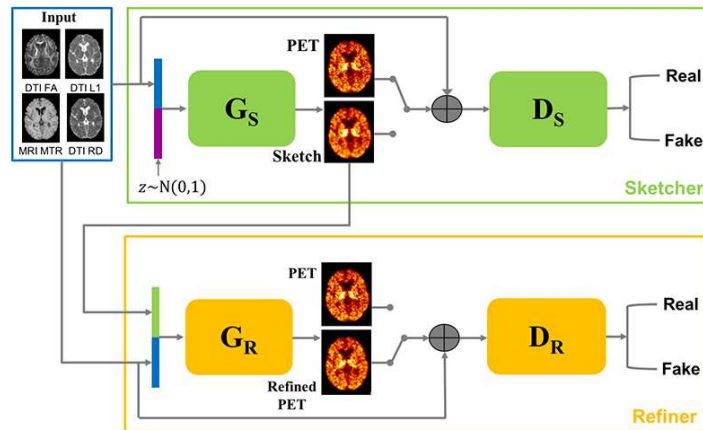 Input
DTI FA DTI L1
MRI MTR DTI RD
z~N(0,1)
G_S
PET
Sketch
D_S
Real
Fake
Sketcher
G_R
PET
Refined
PET
D_R
Real
Fake
Refiner